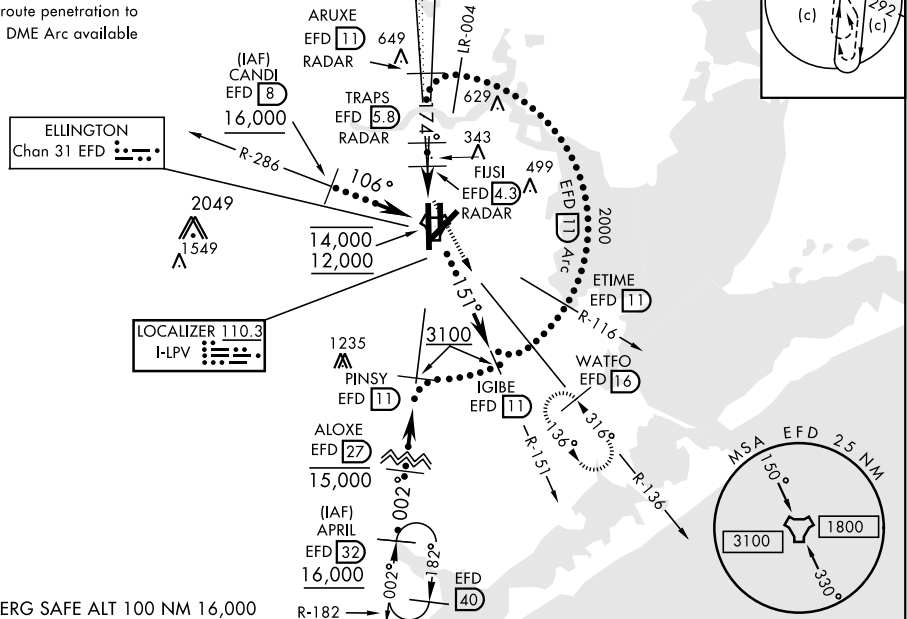 route penetration to
DME Arc available
ARUXE
EFD 11
RADAR
649
LR-004
(c)
(c)
292
(IAF)
CANDI
EFD 8
16,000
TRAPS
EFD 5.8
RADAR
629
174°
343
ELLINGTON
Chan 31 EFD
R-286
106°
FIJSI
EFD 4.3
RADAR
499
EFD 11 Arc
2000
2049
1549
14,000
12,000
151°
ETIME
EFD 11
R-116
LOCALIZER 110.3
I-LPV
1235
3100
PINSY
EFD 11
IGIBE
EFD 11
WATFO
EFD 16
316°
136°
R-151
R-136
ALOXE
EFD 27
15,000
002°
(IAF)
APRIL
EFD 32
16,000
002°
182°
EFD
40
R-182
MSA EFD 25 NM
150°
3100
1800
330°
ERG SAFE ALT 100 NM 16,000